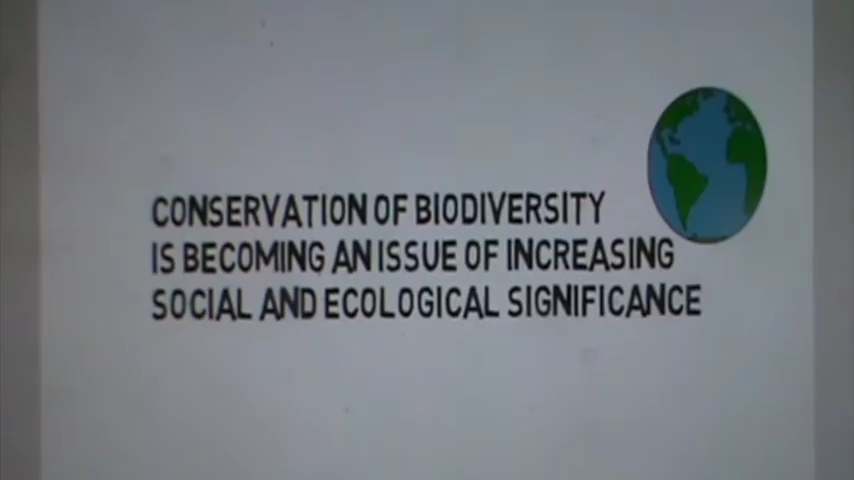 CONSERVATION OF BIODIVERSITY
IS BECOMING AN ISSUE OF INCREASING
SOCIAL AND ECOLOGICAL SIGNIFICANCE